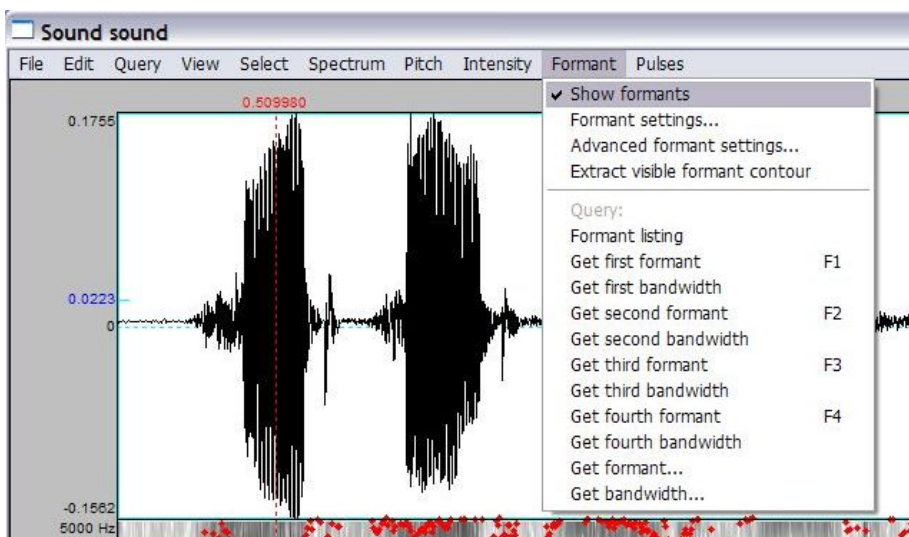 Sound sound
File Edit Query View Select Spectrum Pitch Intensity Formant Pulses
0.509980
0.1755
0.0223
0
-0.1562
5000 Hz
Show formants
Formant settings...
Advanced formant settings...
Extract visible formant contour
Query:
Formant listing
Get first formant F1
Get first bandwidth
Get second formant F2
Get second bandwidth
Get third formant F3
Get third bandwidth
Get fourth formant F4
Get fourth bandwidth
Get formant...
Get bandwidth...